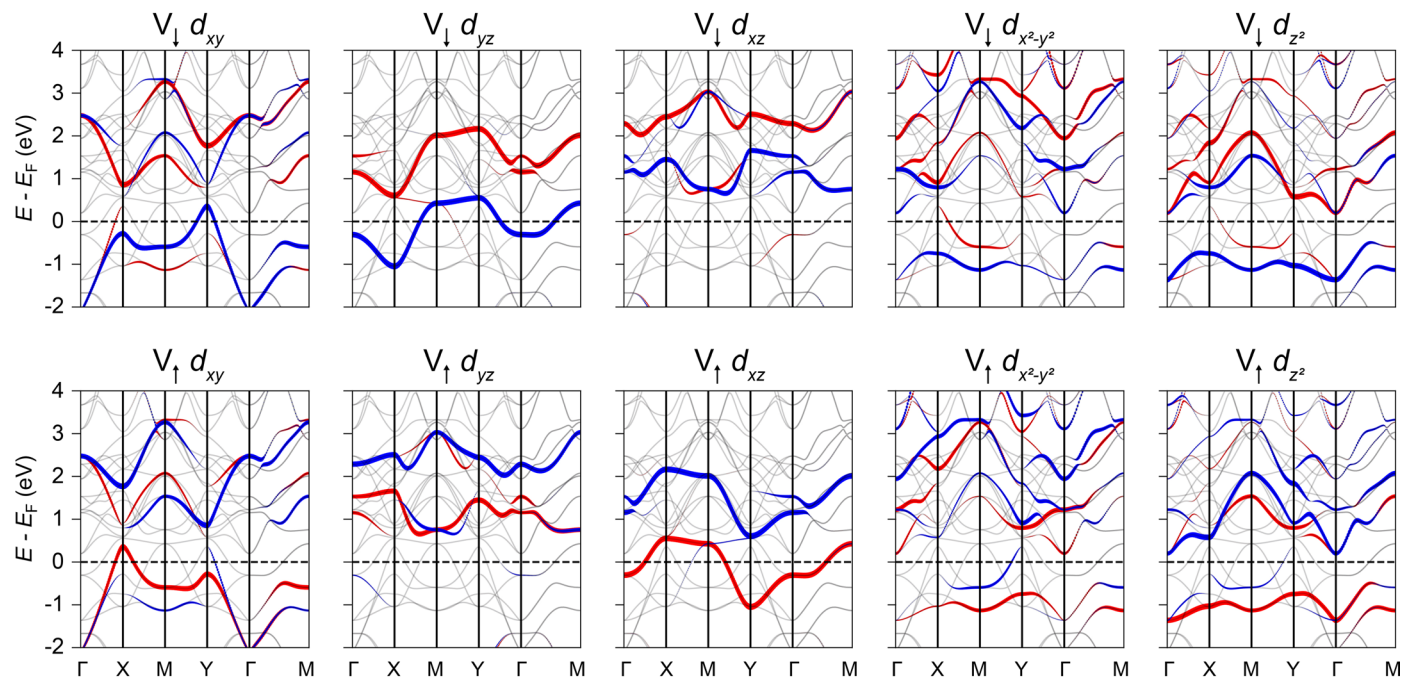 V↓ dxy V↓ dyz V↓ dxz V↓ dx²-y² V↓ dz²
4
3
2
1
0
-1
-2
E - EF (eV)
V↑ dxy V↑ dyz V↑ dxz V↑ dx²-y² V↑ dz²
4
3
2
1
0
-1
-2
E - EF (eV)
Γ X M Y Γ M Γ X M Y Γ M Γ X M Y Γ M Γ X M Y Γ M Γ X M Y Γ M